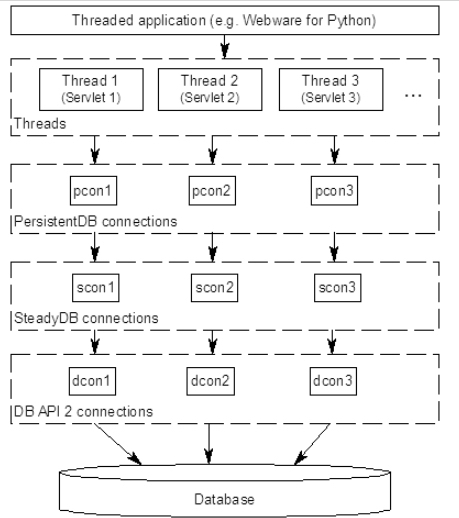 Threaded application (e.g. Webware for Python)
Thread 1 Thread 2 Thread 3
(Servlet 1) (Servlet 2) (Servlet 3) ...
Threads
pcon1 pcon2 pcon3
PersistentDB connections
scon1 scon2 scon3
SteadyDB connections
dcon1 dcon2 dcon3
DB API 2 connections
Database